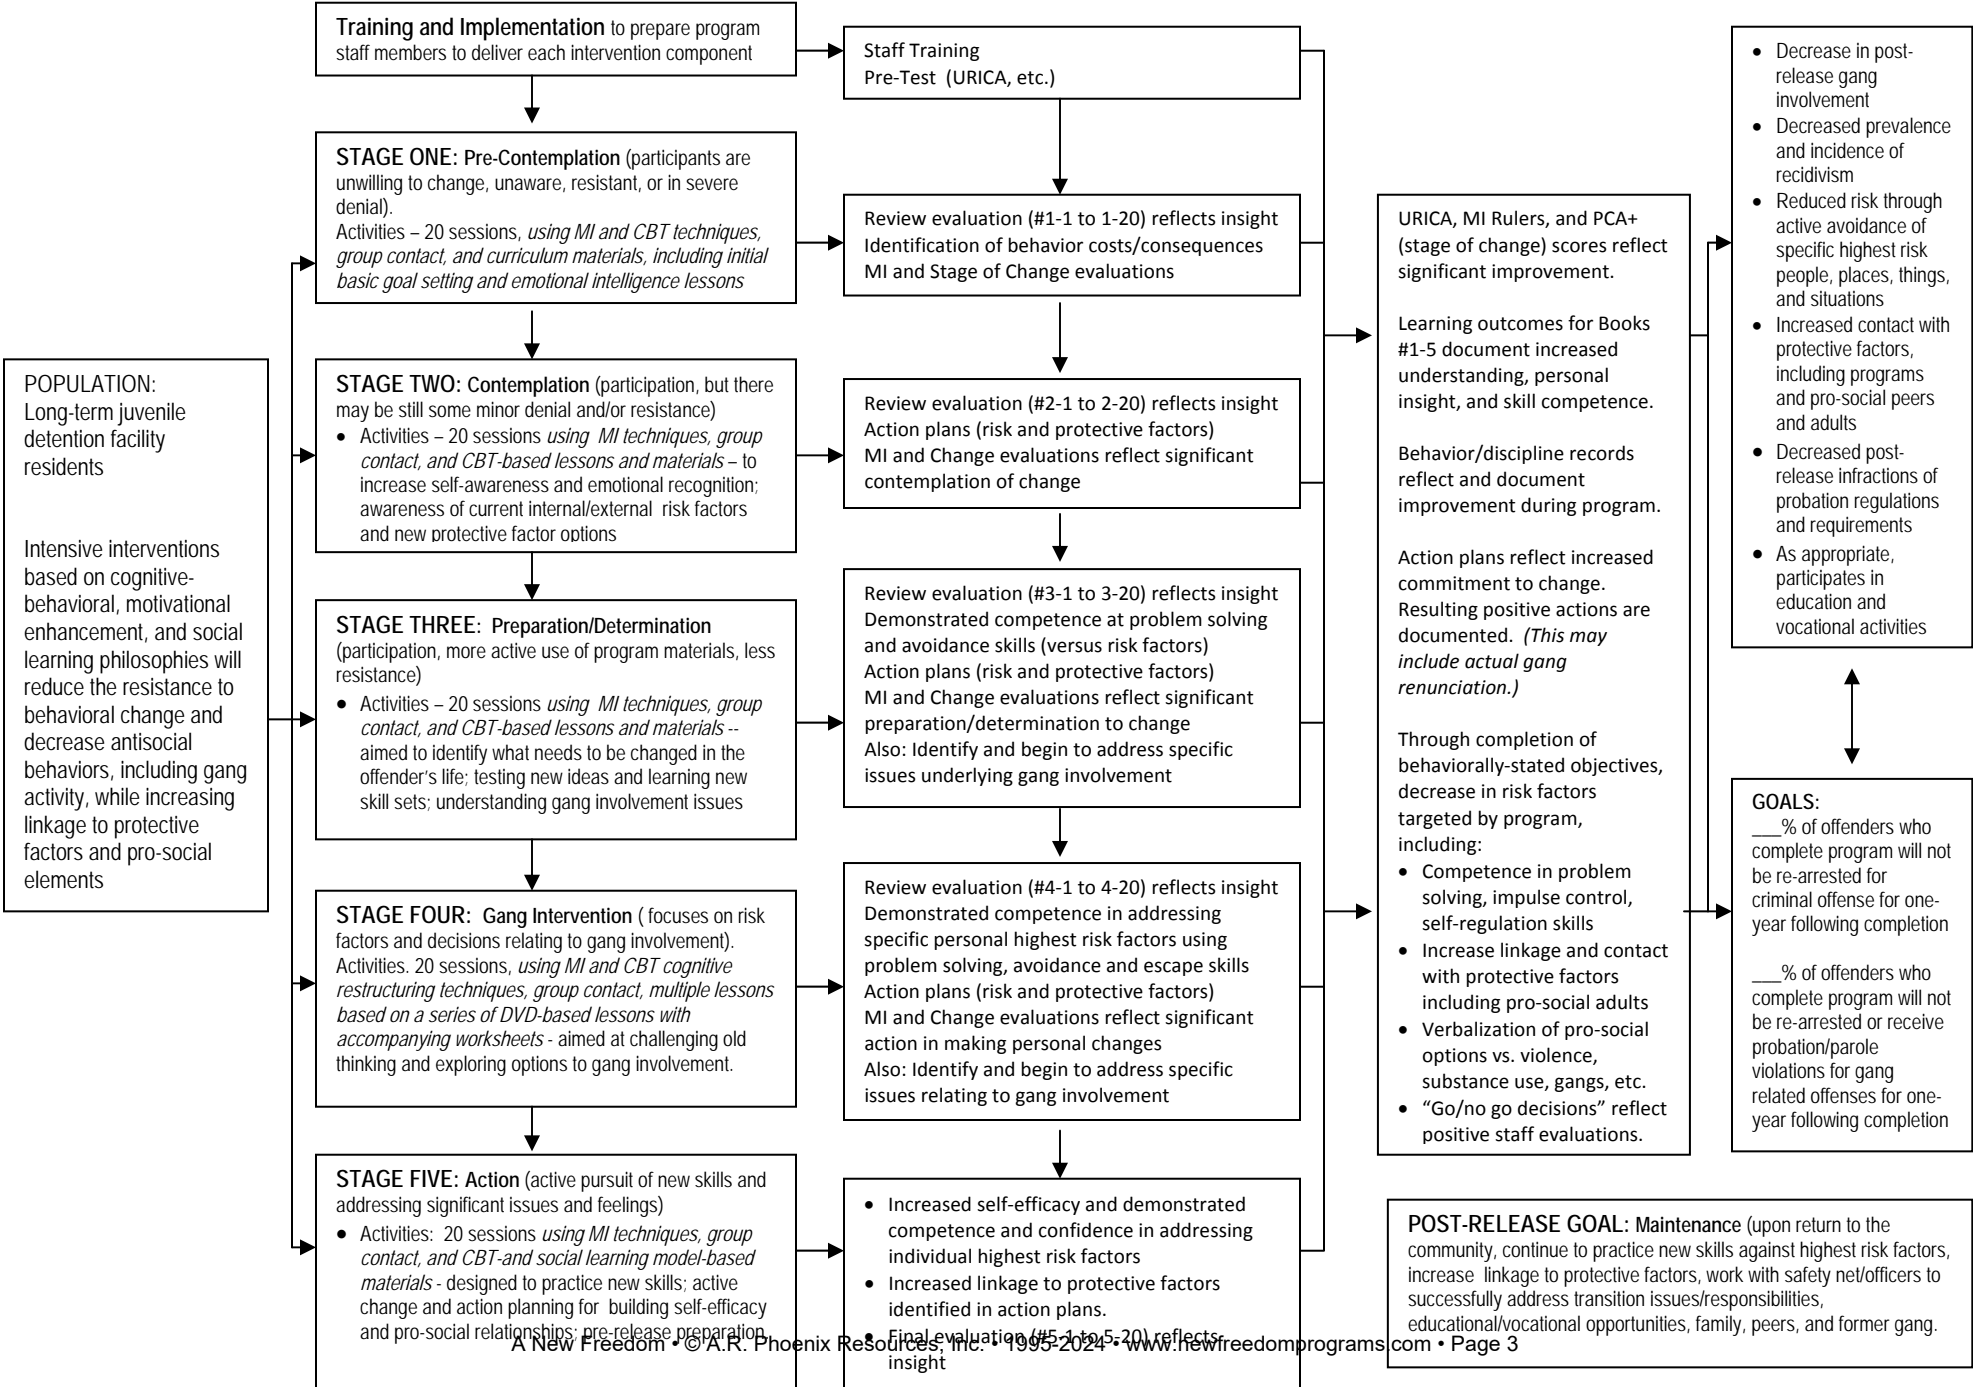 Training and Implementation to prepare program
staff members to deliver each intervention component
Staff Training
Pre-Test  (URICA, etc.)
STAGE ONE: Pre-Contemplation (participants are
unwilling to change, unaware, resistant, or in severe
denial).
Activities – 20 sessions, using MI and CBT techniques,
group contact, and curriculum materials, including initial
basic goal setting and emotional intelligence lessons
Review evaluation (#1-1 to 1-20) reflects insight
Identification of behavior costs/consequences
MI and Stage of Change evaluations
POPULATION:
Long-term juvenile
detention facility
residents
Intensive interventions
based on cognitive-
behavioral, motivational
enhancement, and social
learning philosophies will
reduce the resistance to
behavioral change and
decrease antisocial
behaviors, including gang
activity, while increasing
linkage to protective
factors and pro-social
elements
STAGE TWO: Contemplation (participation, but there
may be still some minor denial and/or resistance)
• Activities – 20 sessions using  MI techniques, group
contact, and CBT-based lessons and materials – to
increase self-awareness and emotional recognition;
awareness of current internal/external  risk factors
and new protective factor options
Review evaluation (#2-1 to 2-20) reflects insight
Action plans (risk and protective factors)
MI and Change evaluations reflect significant
contemplation of change
STAGE THREE:  Preparation/Determination
(participation, more active use of program materials, less
resistance)
• Activities – 20 sessions using  MI techniques, group
contact, and CBT-based lessons and materials --
aimed to identify what needs to be changed in the
offender's life; testing new ideas and learning new
skill sets; understanding gang involvement issues
Review evaluation (#3-1 to 3-20) reflects insight
Demonstrated competence at problem solving
and avoidance skills (versus risk factors)
Action plans (risk and protective factors)
MI and Change evaluations reflect significant
preparation/determination to change
Also: Identify and begin to address specific
issues underlying gang involvement
STAGE FOUR:  Gang Intervention ( focuses on risk
factors and decisions relating to gang involvement).
Activities. 20 sessions, using MI and CBT cognitive
restructuring techniques, group contact, multiple lessons
based on a series of DVD-based lessons with
accompanying worksheets - aimed at challenging old
thinking and exploring options to gang involvement.
Review evaluation (#4-1 to 4-20) reflects insight
Demonstrated competence in addressing
specific personal highest risk factors using
problem solving, avoidance and escape skills
Action plans (risk and protective factors)
MI and Change evaluations reflect significant
action in making personal changes
Also: Identify and begin to address specific
issues relating to gang involvement
STAGE FIVE: Action (active pursuit of new skills and
addressing significant issues and feelings)
• Activities:  20 sessions using MI techniques, group
contact, and CBT-and social learning model-based
materials - designed to practice new skills; active
change and action planning for  building self-efficacy
and pro-social relationships; pre-release preparation
• Increased self-efficacy and demonstrated
competence and confidence in addressing
individual highest risk factors
• Increased linkage to protective factors
identified in action plans.
• Final evaluation (#5-1 to 5-20) reflects
insight
URICA, MI Rulers, and PCA+
(stage of change) scores reflect
significant improvement.
Learning outcomes for Books
#1-5 document increased
understanding, personal
insight, and skill competence.
Behavior/discipline records
reflect and document
improvement during program.
Action plans reflect increased
commitment to change.
Resulting positive actions are
documented.  (This may
include actual gang
renunciation.)
Through completion of
behaviorally-stated objectives,
decrease in risk factors
targeted by program,
including:
• Competence in problem
solving, impulse control,
self-regulation skills
• Increase linkage and contact
with protective factors
including pro-social adults
• Verbalization of pro-social
options vs. violence,
substance use, gangs, etc.
• “Go/no go decisions” reflect
positive staff evaluations.
• Decrease in post-
release gang
involvement
• Decreased prevalence
and incidence of
recidivism
• Reduced risk through
active avoidance of
specific highest risk
people, places, things,
and situations
• Increased contact with
protective factors,
including programs
and pro-social peers
and adults
• Decreased post-
release infractions of
probation regulations
and requirements
• As appropriate,
participates in
education and
vocational activities
GOALS:
___% of offenders who
complete program will not
be re-arrested for
criminal offense for one-
year following completion
___% of offenders who
complete program will not
be re-arrested or receive
probation/parole
violations for gang
related offenses for one-
year following completion
POST-RELEASE GOAL: Maintenance (upon return to the
community, continue to practice new skills against highest risk factors,
increase  linkage to protective factors, work with safety net/officers to
successfully address transition issues/responsibilities,
educational/vocational opportunities, family, peers, and former gang.
A New Freedom • © A.R. Phoenix Resources, Inc. • 1995-2024 • www.newfreedomprograms.com • Page 3